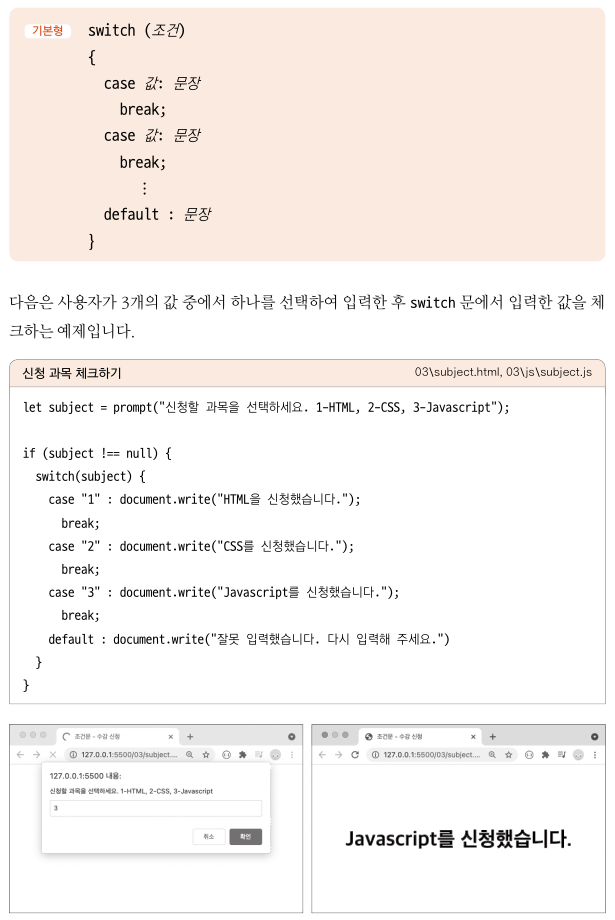 기본형
switch (조건)
{
case 값: 문장
break;
case 값: 문장
break;
⋮
default : 문장
}
다음은 사용자가 3개의 값 중에서 하나를 선택하여 입력한 후 switch 문에서 입력한 값을 체
크하는 예제입니다.
신청 과목 체크하기 03\subject.html, 03\js\subject.js
let subject = prompt("신청할 과목을 선택하세요. 1-HTML, 2-CSS, 3-Javascript");
if (subject !== null) {
switch(subject) {
case "1" : document.write("HTML을 신청했습니다.");
break;
case "2" : document.write("CSS를 신청했습니다.");
break;
case "3" : document.write("Javascript를 신청했습니다.");
break;
default : document.write("잘못 입력했습니다. 다시 입력해 주세요.")
}
}
조건문 - 수강 신청
127.0.0.1:5500/03/subject....
127.0.0.1:5500 내용:
신청할 과목을 선택하세요. 1-HTML, 2-CSS, 3-Javascript
3
취소 확인
조건문 - 수강 신청
127.0.0.1:5500/03/subject....
Javascript를 신청했습니다.